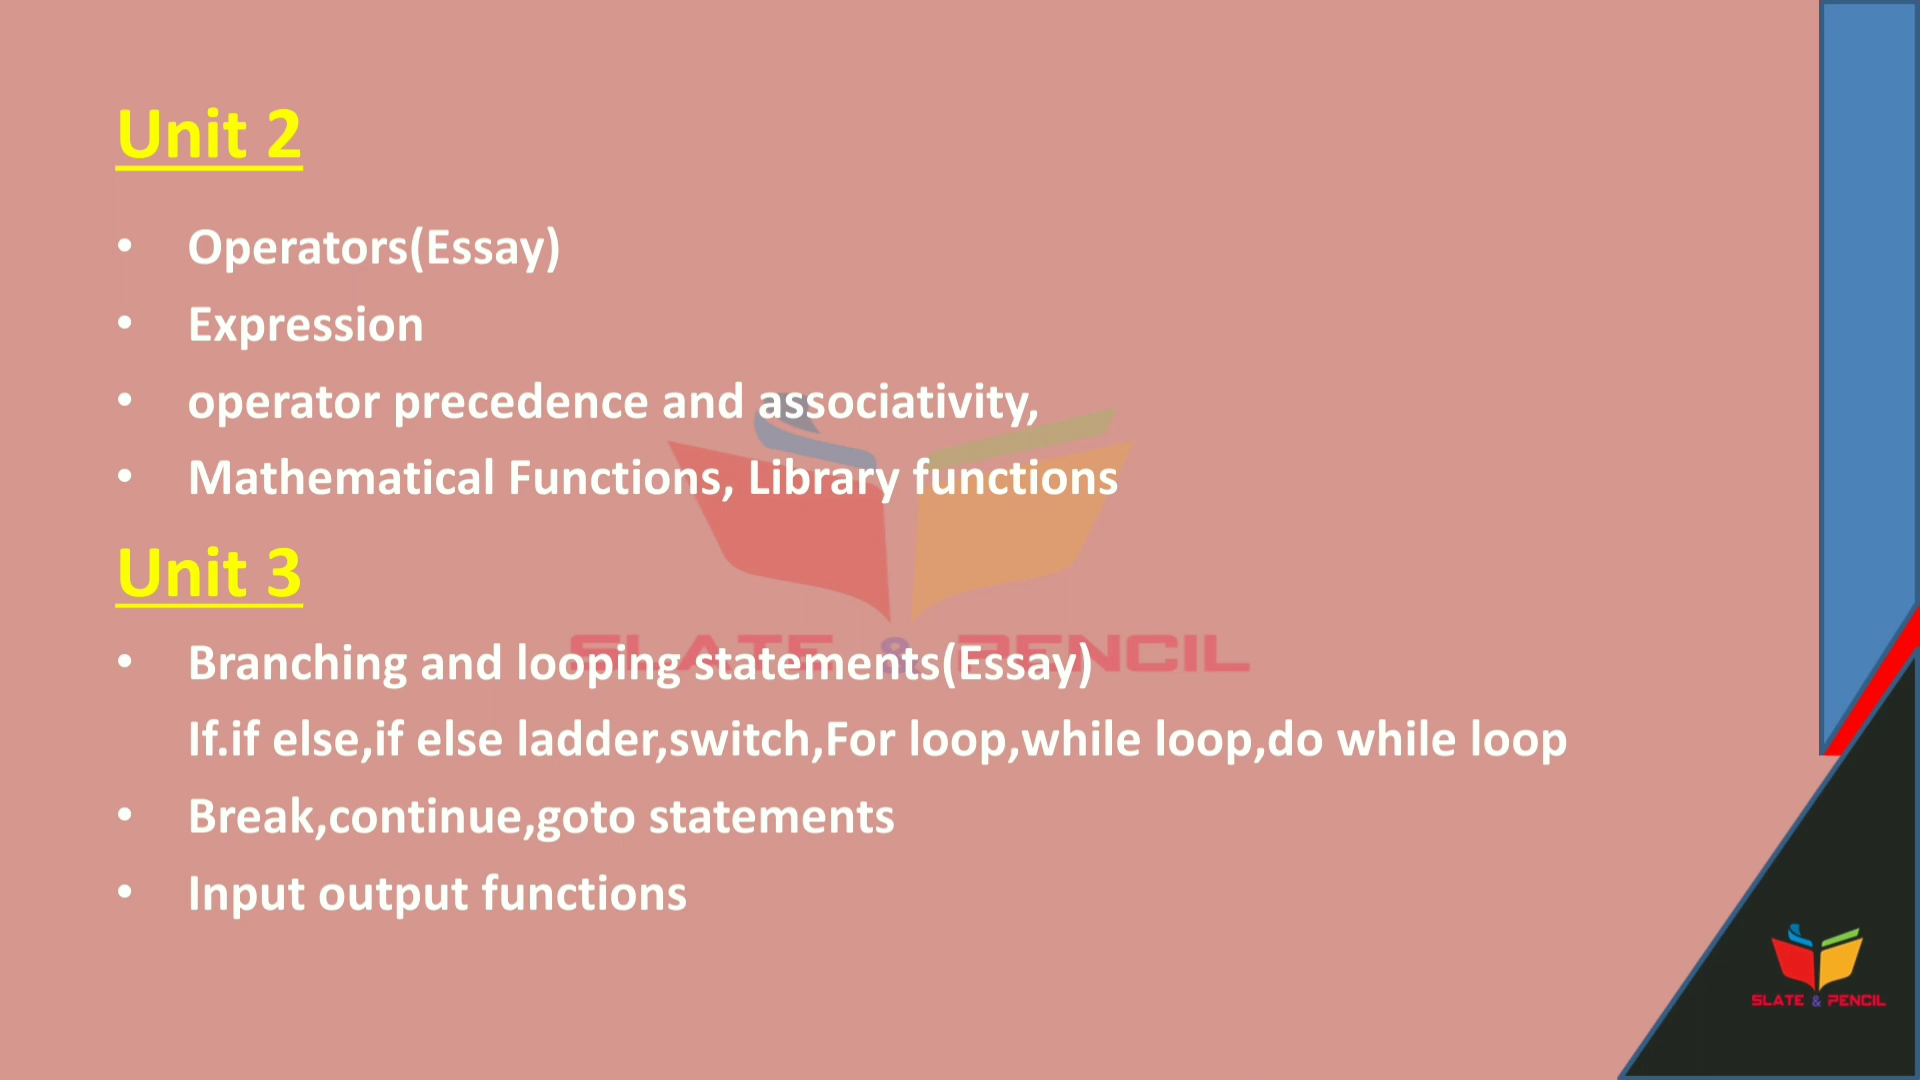 Unit 2
• Operators(Essay)
• Expression
• operator precedence and associativity,
• Mathematical Functions, Library functions
Unit 3
• Branching and looping statements(Essay)
If.if else,if else ladder,switch,For loop,while loop,do while loop
• Break,continue,goto statements
• Input output functions
SLATE & PENCIL
SLATE & PENCIL